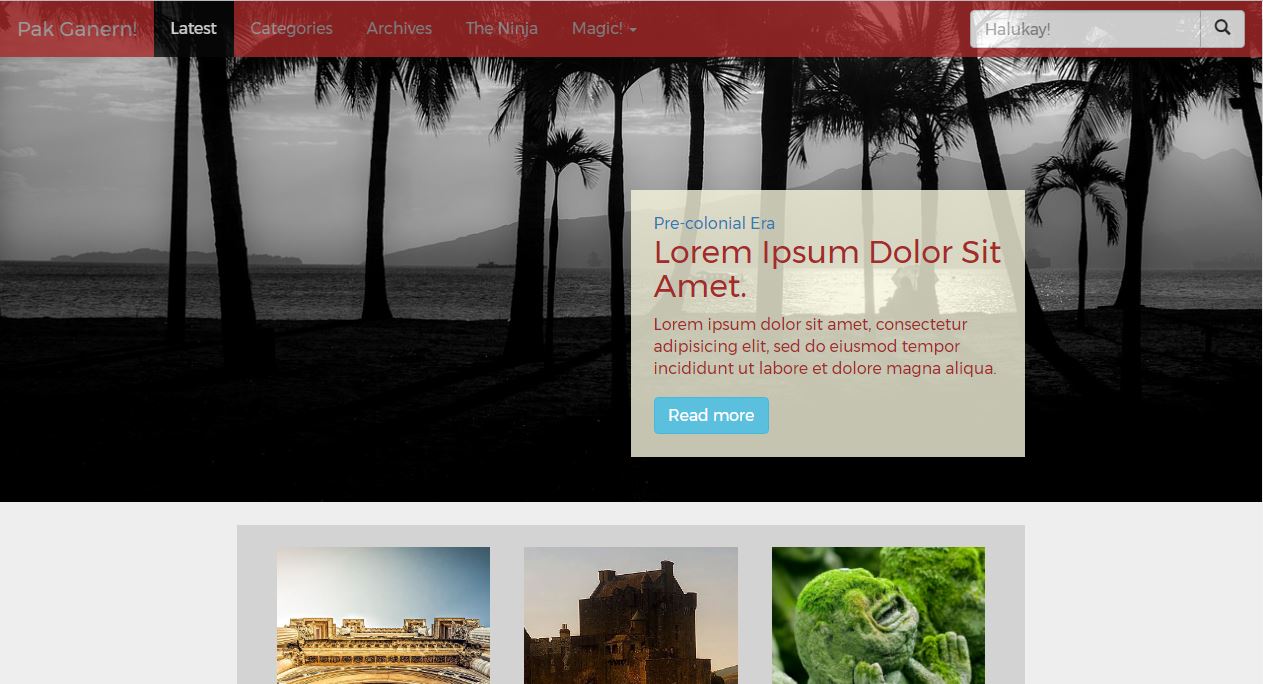 Pak Ganern! Latest Categories Archives The Ninja Magic! Halukay!
Pre-colonial Era
Lorem Ipsum Dolor Sit
Amet.
Lorem ipsum dolor sit amet, consectetur
adipisicing elit, sed do eiusmod tempor
incididunt ut labore et dolore magna aliqua.
Read more